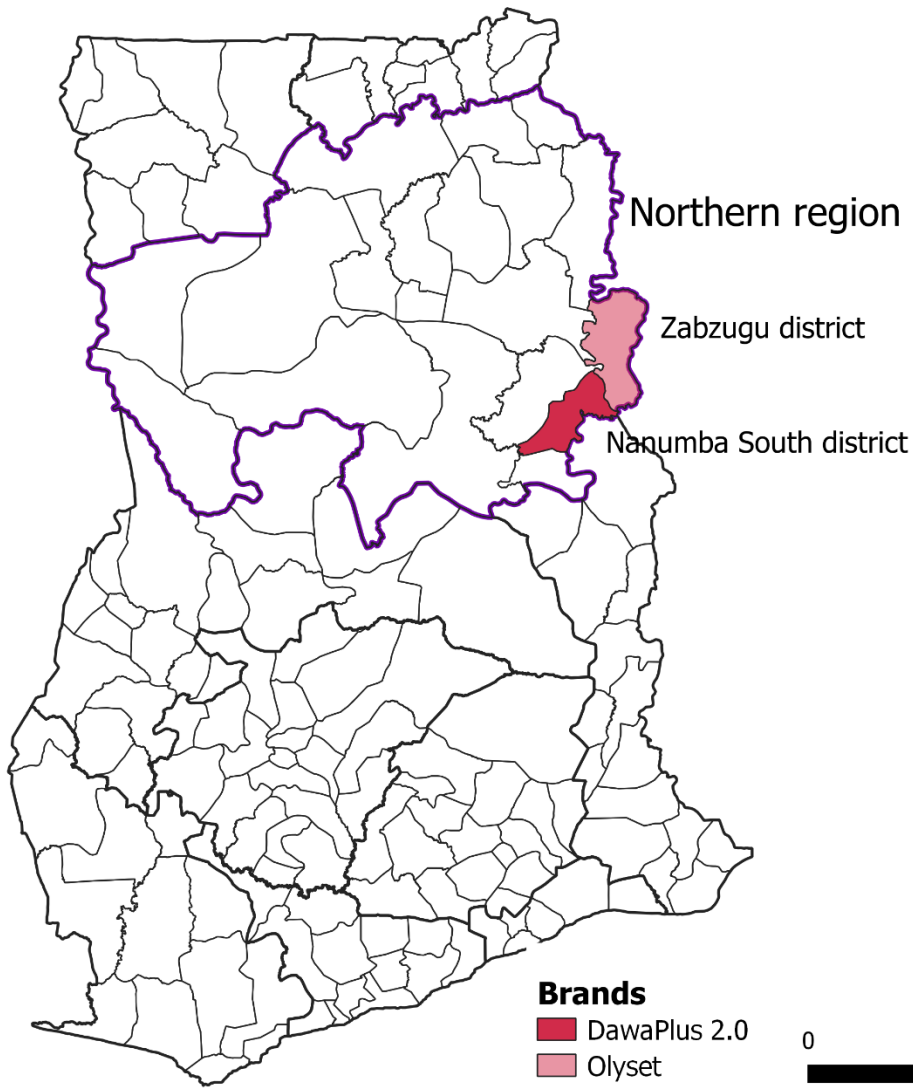 Northern region
Zabzugu district
Nanumba South district
Brands
DawaPlus 2.0
Olyset
0